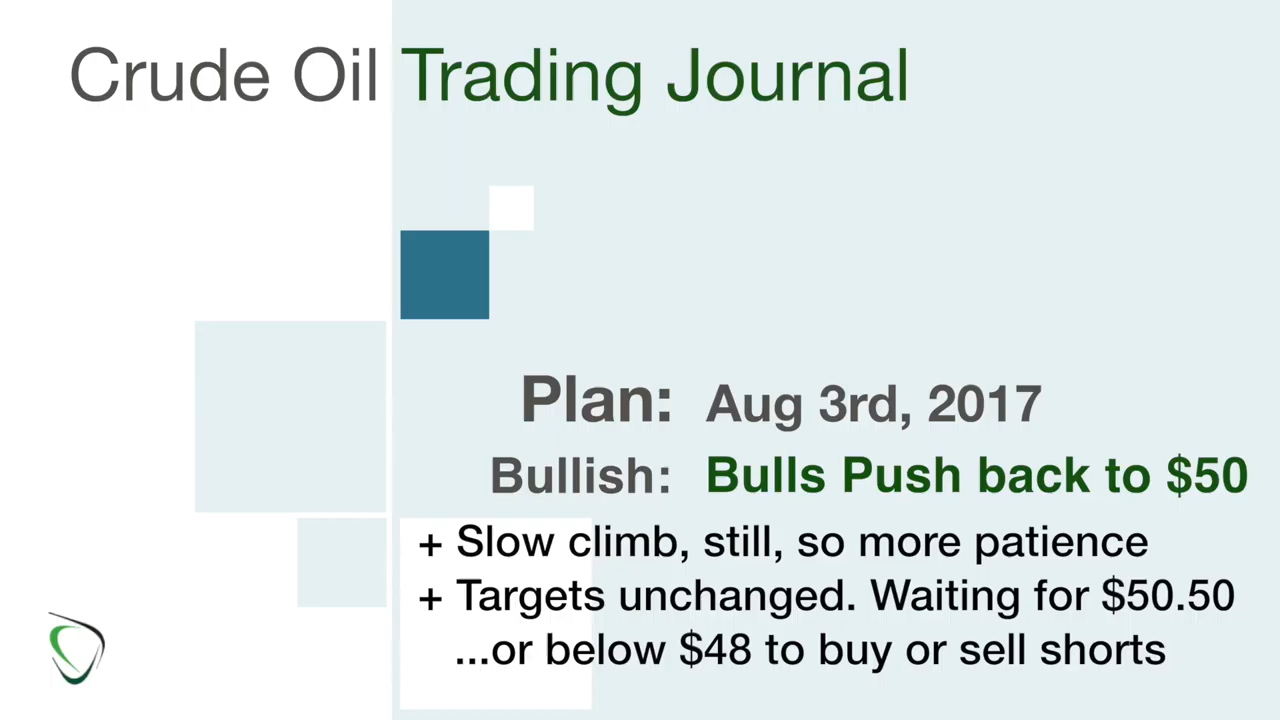 Crude Oil Trading Journal
Plan: Aug 3rd, 2017
Bullish: Bulls Push back to $50
+ Slow climb, still, so more patience
+ Targets unchanged. Waiting for $50.50
...or below $48 to buy or sell shorts